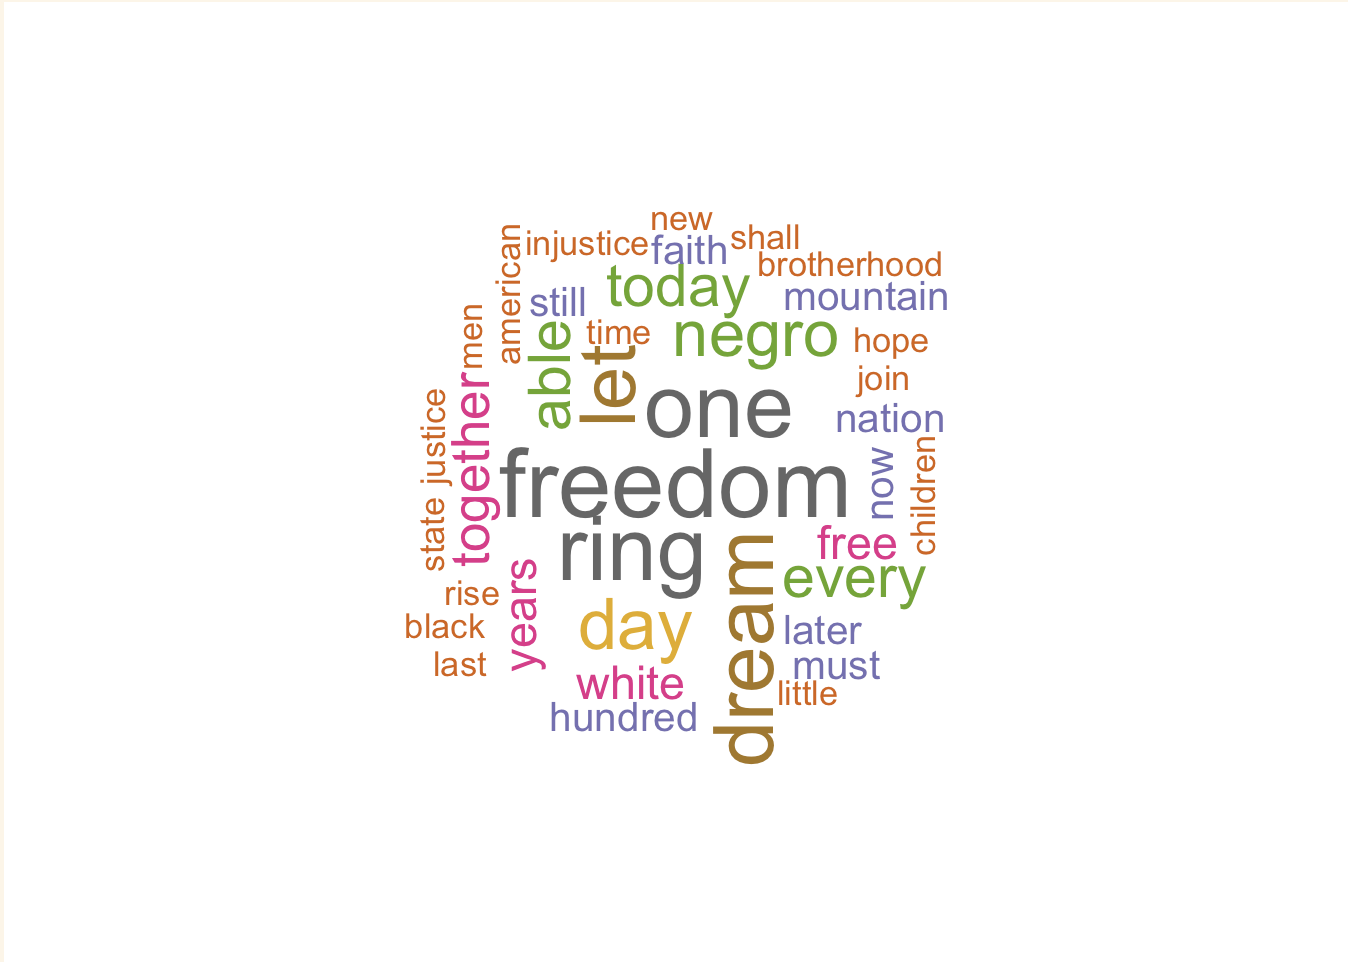 new
shall
injustice
faith
brotherhood
american
today
still
mountain
men
time
negro
able
let
hope
join
one
together
justice
nation
freedom
now
children
state
ring
free
dream
every
years
rise
day
black
later
last
must
white
little
hundred